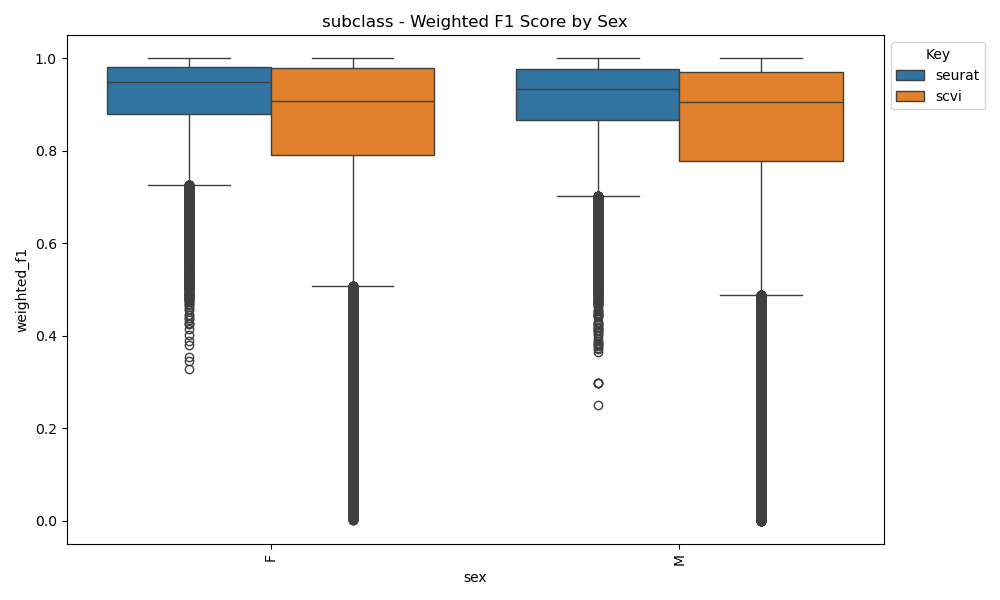 subclass - Weighted F1 Score by Sex
Key
seurat
scvi
weighted_f1
1.0
0.8
0.6
0.4
0.2
0.0
F
M
sex